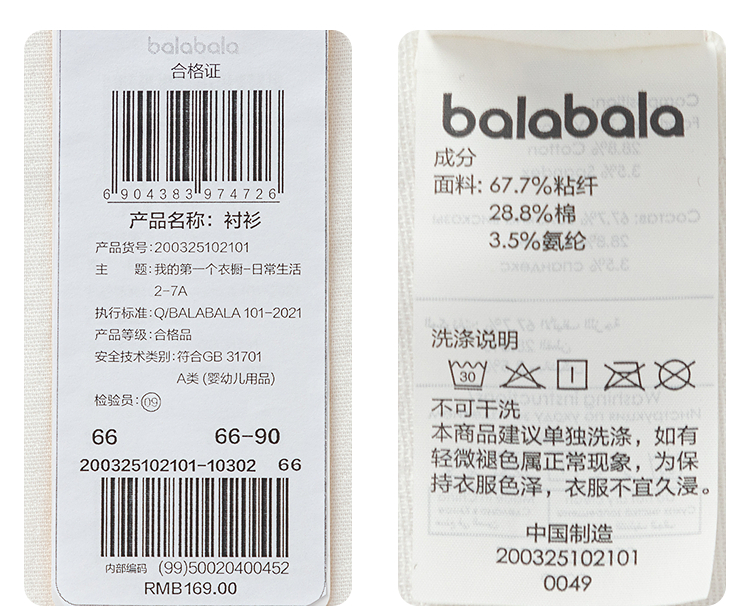 balabala
合格证
6 904383 974726
产品名称：衬衫
产品货号:200325102101
主 题:我的第一个衣橱-日常生活
2-7A
执行标准:Q/BALABALA 101-2021
产品等级:合格品
安全技术类别:符合GB 31701
A类 (婴幼儿用品)
检验员:09
66 66-90
200325102101-10302 66
内部编码 (99)50020400452
RMB169.00
balabala
成分
面料: 67.7%粘纤
28.8%棉
3.5%氨纶
洗涤说明
30
不可干洗
本商品建议单独洗涤，如有
轻微褪色属正常现象，为保
持衣服色泽，衣服不宜久浸。
中国制造
200325102101
0049